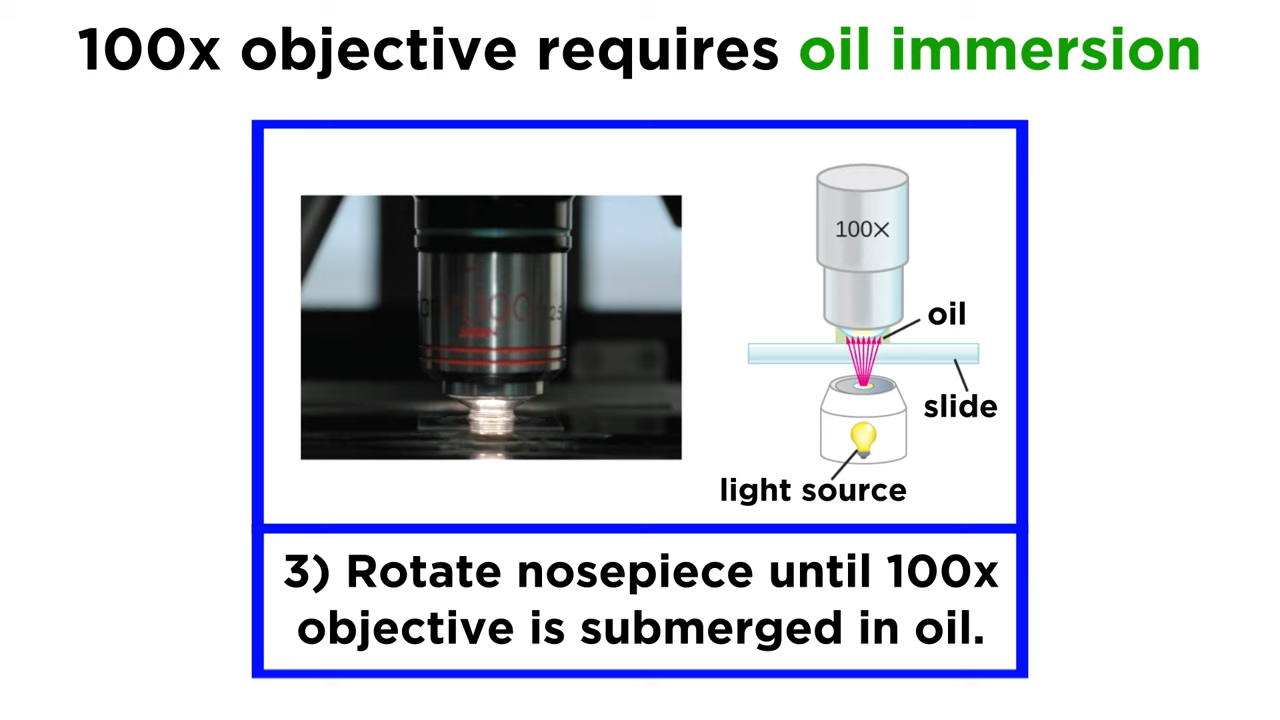 100x objective requires oil immersion
100X
oil
slide
light source
3) Rotate nosepiece until 100x
objective is submerged in oil.